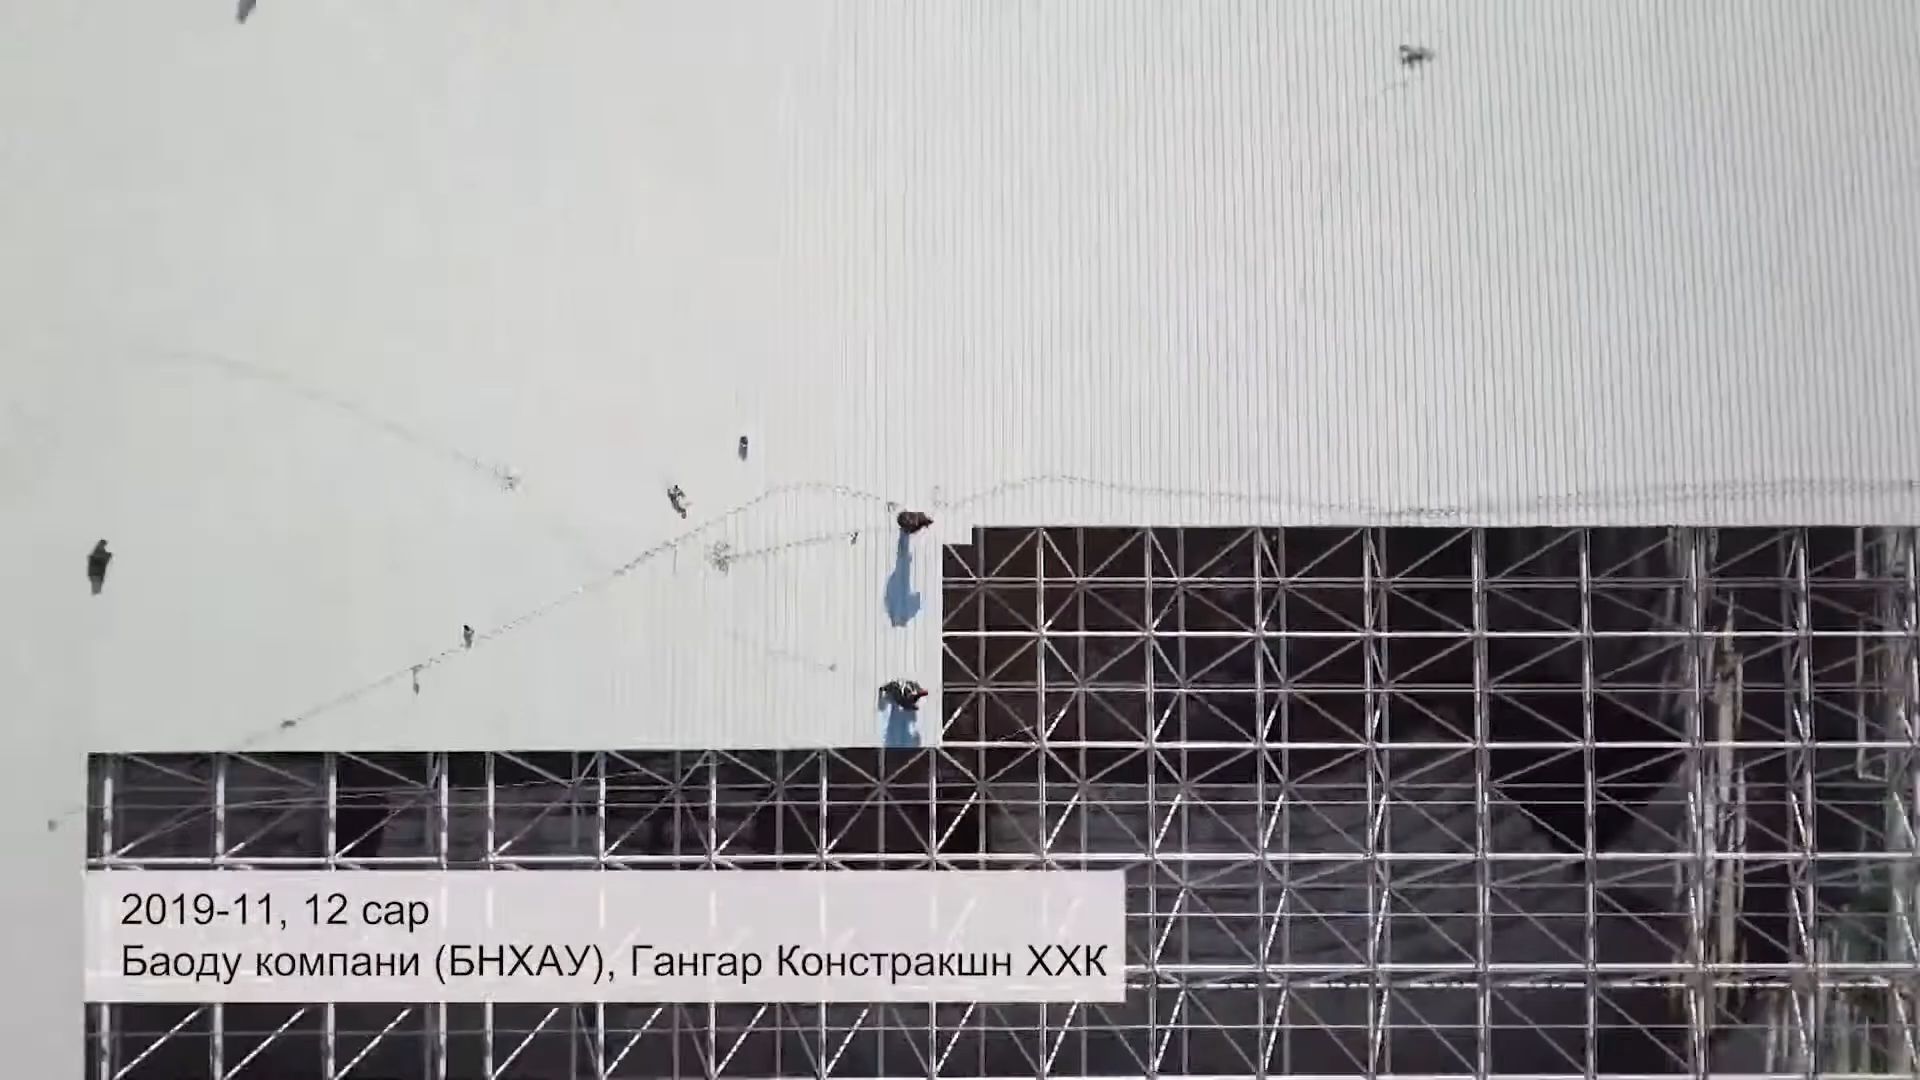 2019-11, 12 сар
Баоду компани (БНХАУ), Гангар Констракшн ХХК